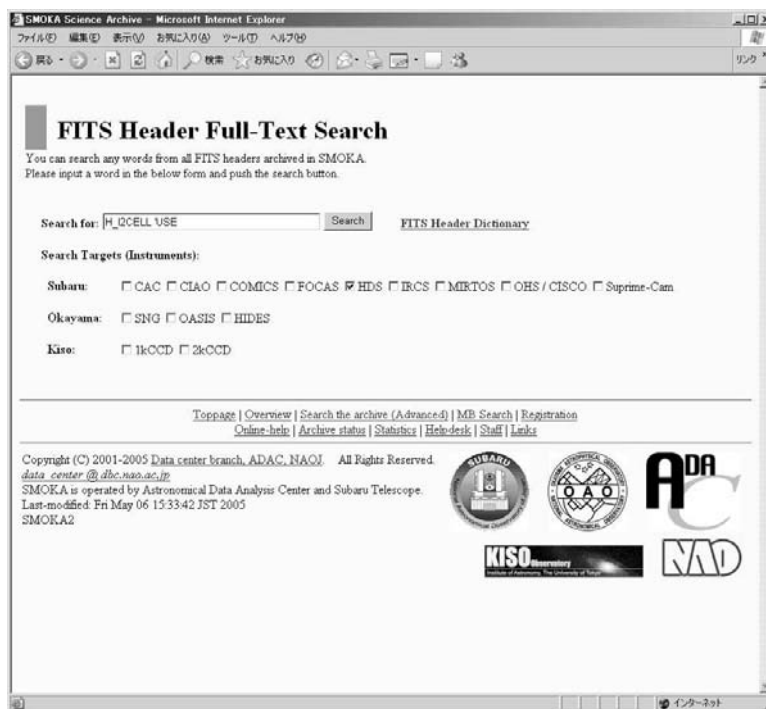 SMOKA Science Archive - Microsoft Internet Explorer
ファイル(F) 編集(E) 表示(V) お気に入り(A) ツール(T) ヘルプ(H)
戻る 検索 お気に入り リンク
FITS Header Full-Text Search
You can search any words from all FITS headers archived in SMOKA.
Please input a word in the below form and push the search button.
Search for: H_I2CELL 'USE Search FITS Header Dictionary
Search Targets (Instruments):
Subaru: CAC CIAO COMICS FOCAS HDS IRCS MIRTOS OHS / CISCO Suprime-Cam
Okayama: SNG OASIS HIDES
Kiso: 1kCCD 2kCCD
Toppage | Overview | Search the archive (Advanced) | MB Search | Registration
Online-help | Archive status | Statistics | Helpdesk | Staff | Links
Copyright (C) 2001-2005 Data center branch, ADAC, NAOJ. All Rights Reserved.
data_center @ dbc.nao.ac.jp
SMOKA is operated by Astronomical Data Analysis Center and Subaru Telescope.
Last-modified: Fri May 06 15:33:42 JST 2005
SMOKA2
SUBARU
OAO
ADAC
KISO Observatory
Institute of Astronomy, The University of Tokyo
NAO
インターネット